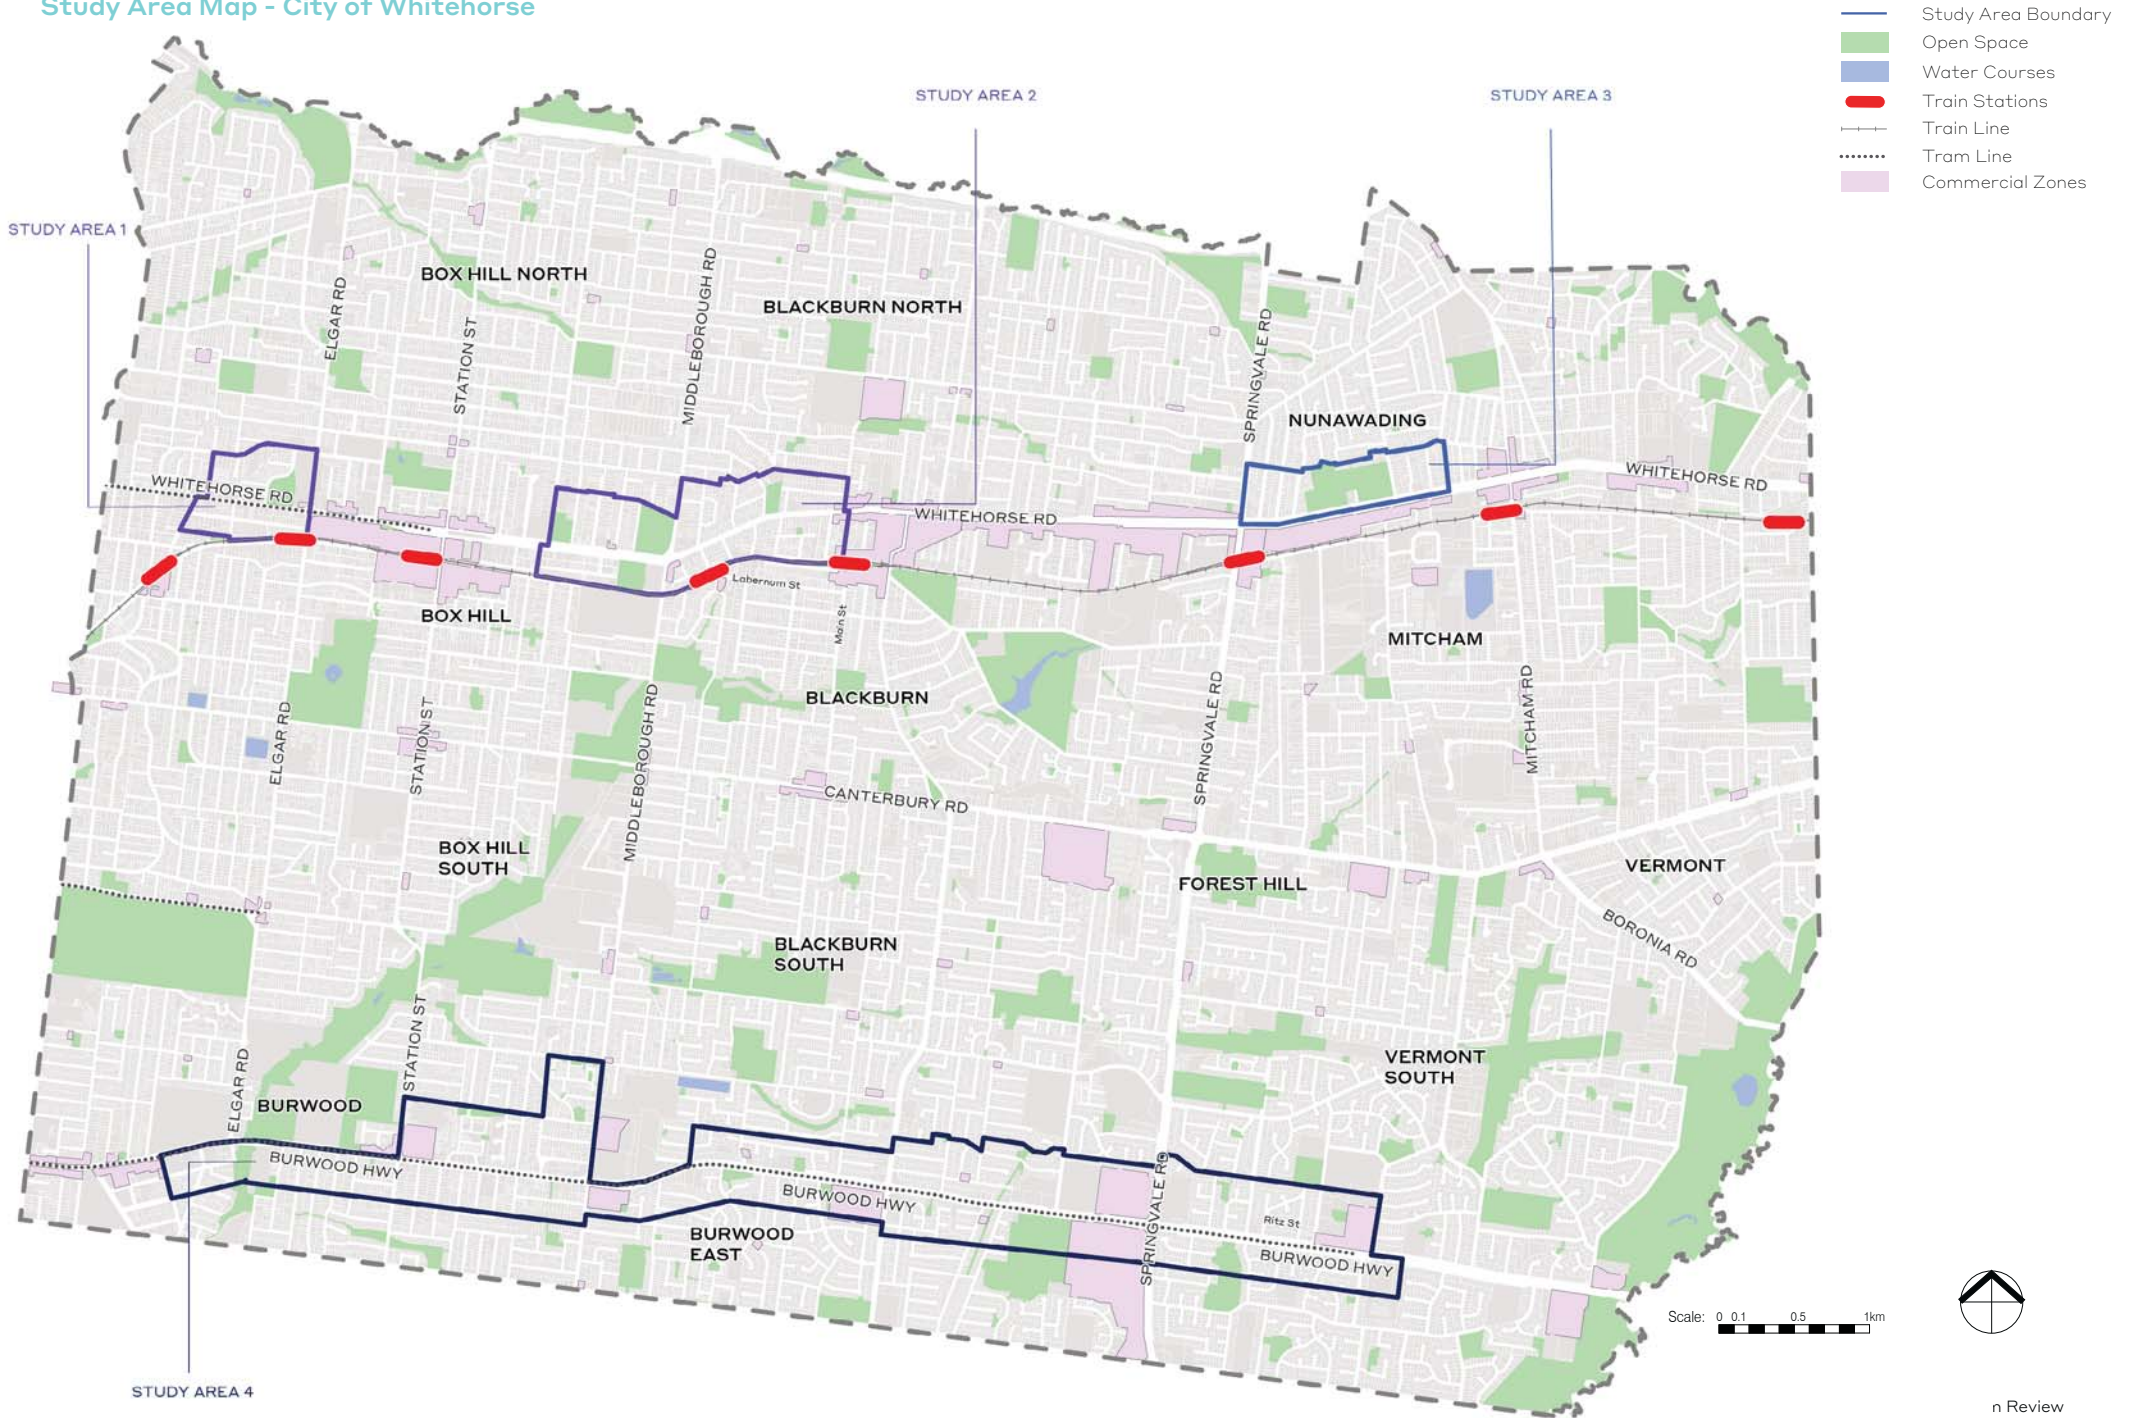 Study Area Map - City of Whitehorse
Study Area Boundary
Open Space
Water Courses
Train Stations
Train Line
Tram Line
Commercial Zones
STUDY AREA 2
STUDY AREA 3
STUDY AREA 1
BOX HILL NORTH
BLACKBURN NORTH
ELGAR RD
STATION ST
MIDDLEBOROUGH RD
SPRINGVALE RD
NUNAWADING
WHITEHORSE RD
WHITEHORSE RD
WHITEHORSE RD
Labernum St
Main St
BOX HILL
MITCHAM
BLACKBURN
ELGAR RD
STATION ST
MIDDLEBOROUGH RD
SPRINGVALE RD
MITCHAM RD
CANTERBURY RD
BOX HILL
SOUTH
VERMONT
FOREST HILL
BORONIA RD
BLACKBURN
SOUTH
STATION ST
ELGAR RD
VERMONT
SOUTH
BURWOOD
BURWOOD HWY
BURWOOD HWY
SPRINGVALE RD
Ritz St
BURWOOD HWY
BURWOOD
EAST
Scale: 0 0.1 0.5 1km
STUDY AREA 4
n Review